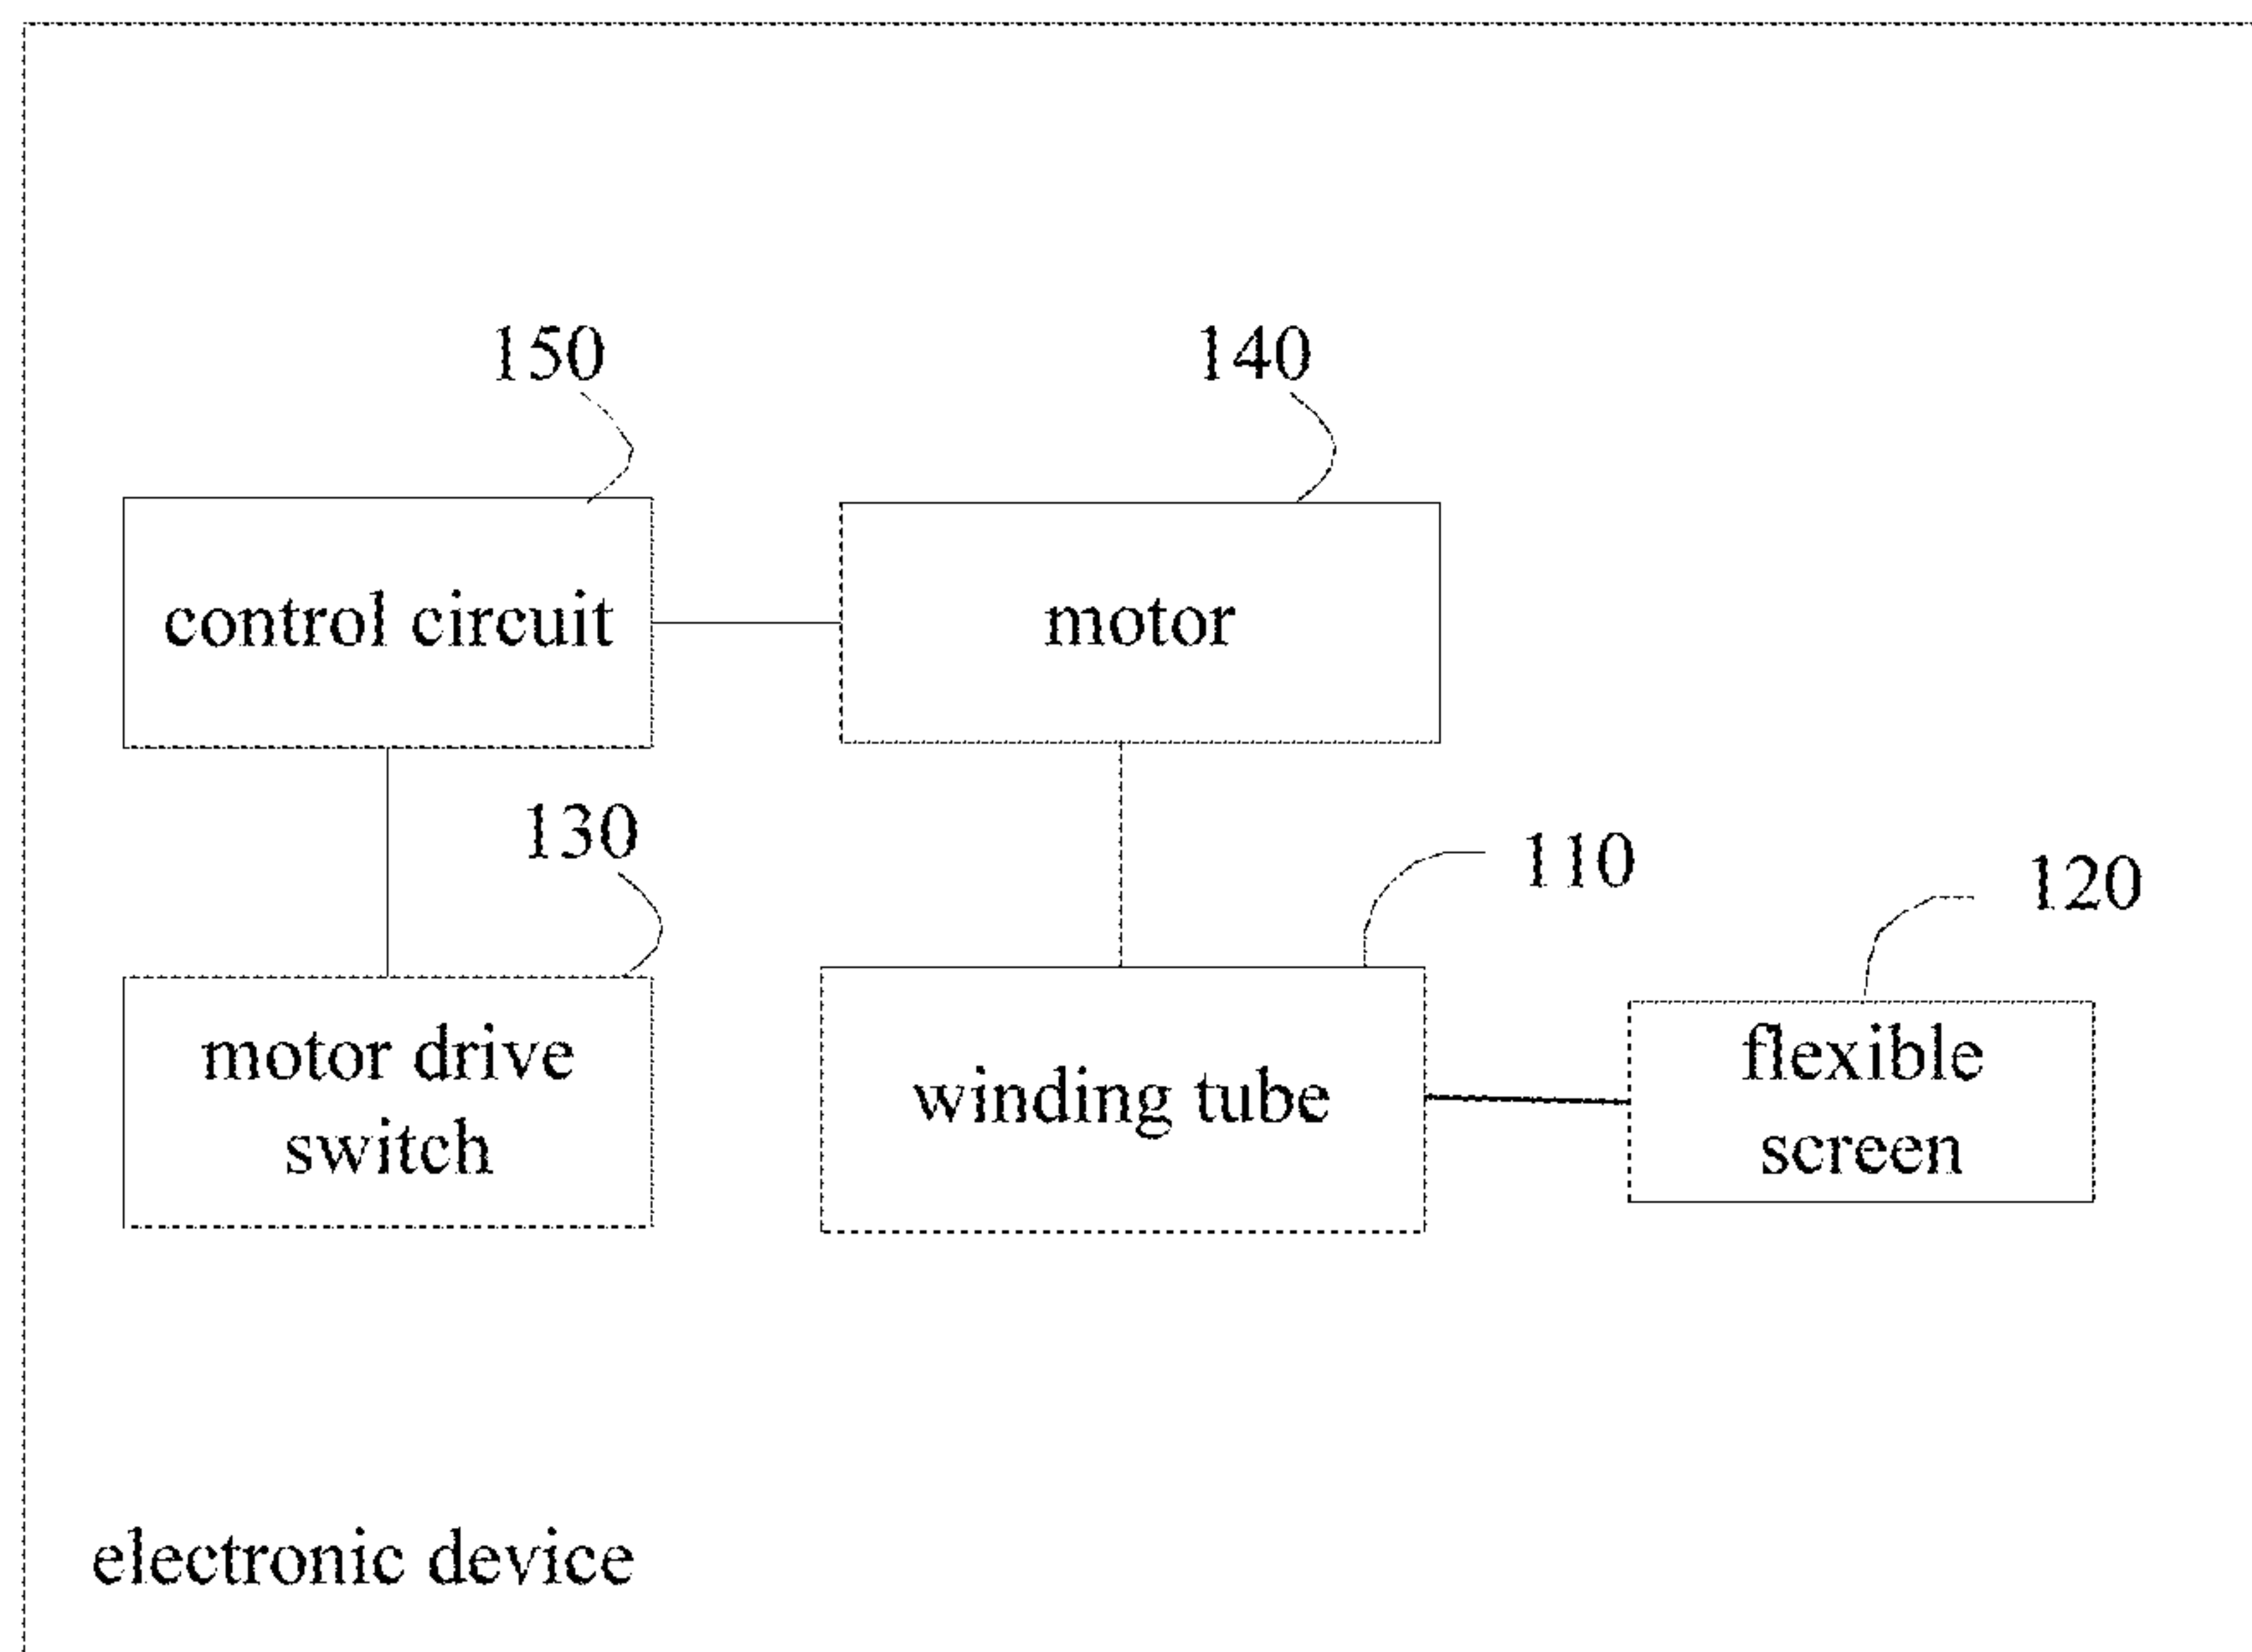 150
140
control circuit
motor
130
110
120
motor drive
switch
winding tube
flexible
screen
electronic device